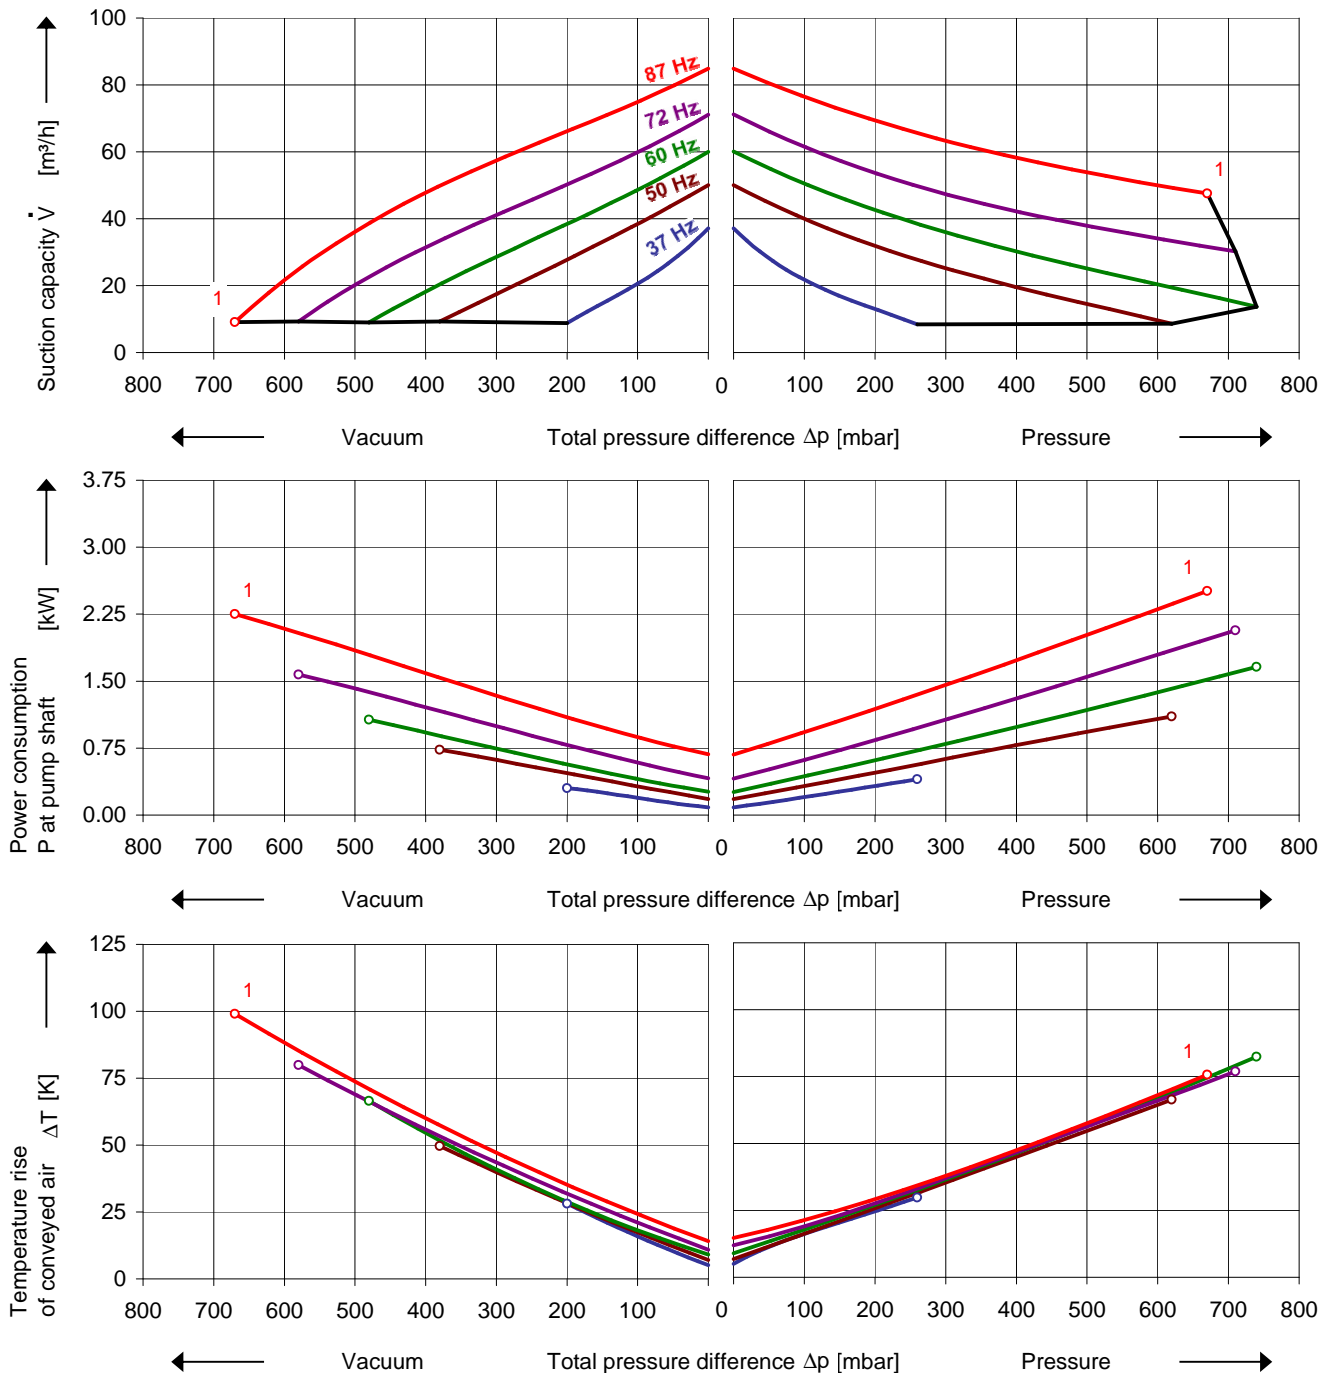 100
80
60
40
20
0
Suction capacity V̇ [m³/h]
87 Hz
72 Hz
60 Hz
50 Hz
37 Hz
1
1
800 700 600 500 400 300 200 100 0 100 200 300 400 500 600 700 800
Vacuum Total pressure difference Δp [mbar] Pressure
3.75
3.00
2.25
1.50
0.75
0.00
Power consumption
P at pump shaft [kW]
1
1
800 700 600 500 400 300 200 100 0 100 200 300 400 500 600 700 800
Vacuum Total pressure difference Δp [mbar] Pressure
125
100
75
50
25
0
Temperature rise
of conveyed air ΔT [K]
1
1
800 700 600 500 400 300 200 100 0 100 200 300 400 500 600 700 800
Vacuum Total pressure difference Δp [mbar] Pressure